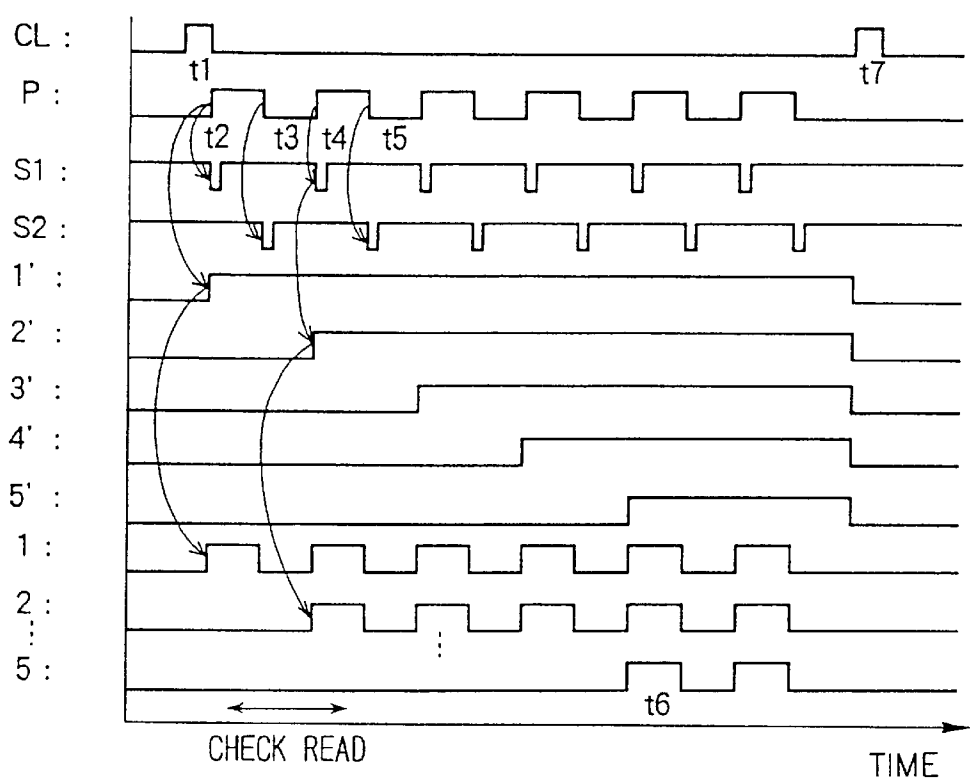 CL :
t1
t7
P :
t2 t3 t4 t5
S1 :
S2 :
1' :
2' :
3' :
4' :
5' :
1 :
2 :
5 :
t6
CHECK READ
TIME